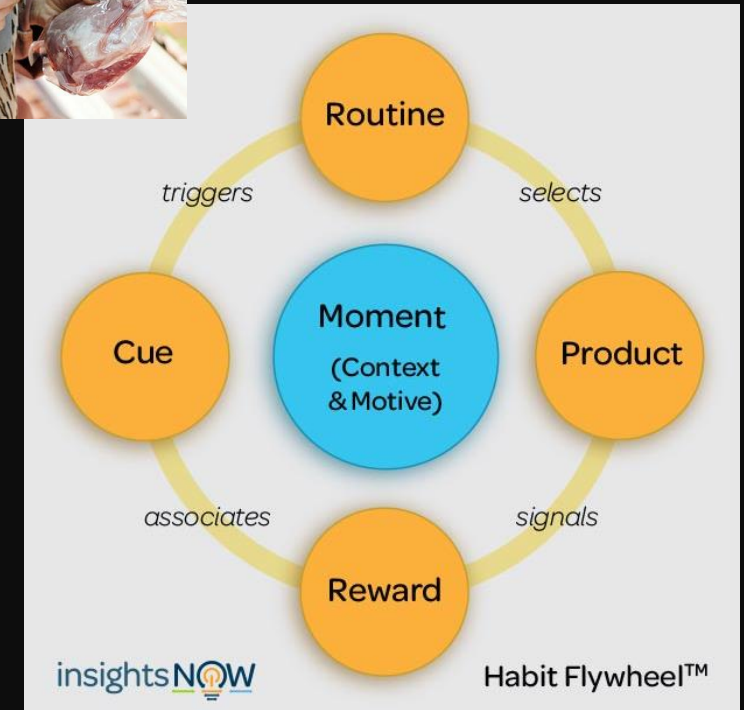 Routine
triggers
selects
Moment
(Context
& Motive)
Cue
Product
associates
signals
Reward
insightsNOW
Habit Flywheel™